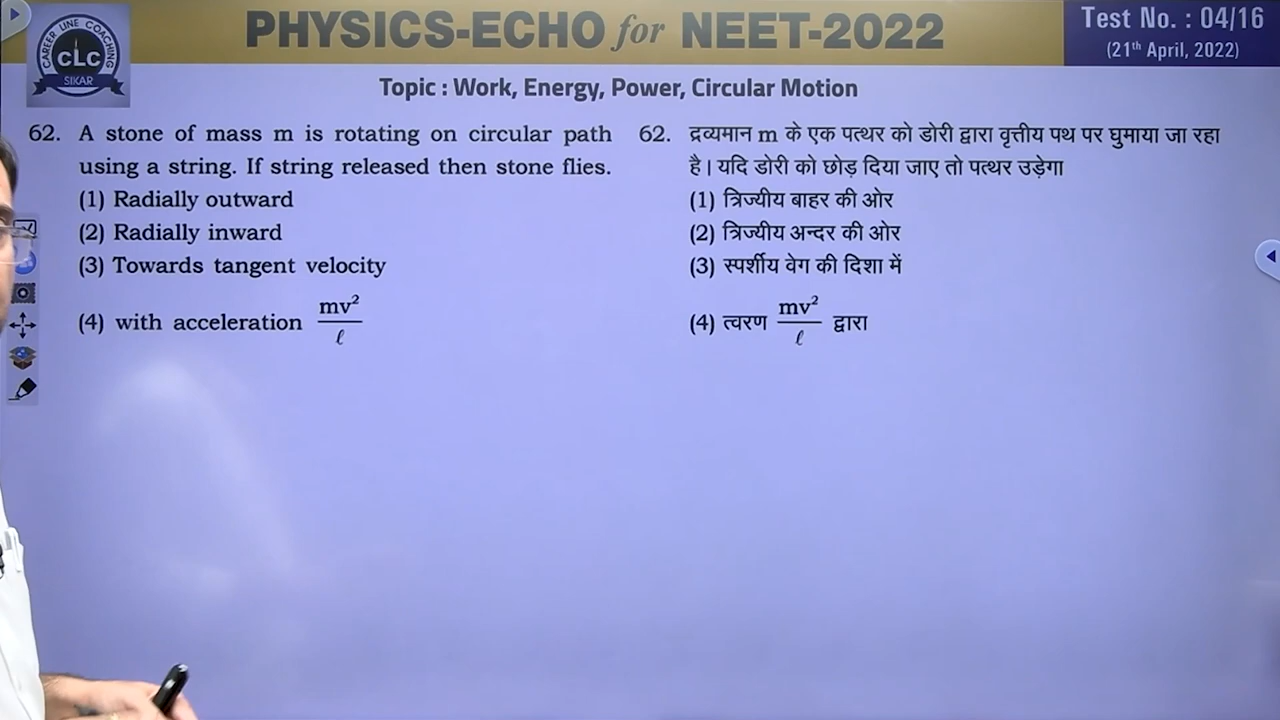 PHYSICS-ECHO for NEET-2022
Test No. : 04/16
(21th April, 2022)
CAREER LINE COACHING
CLC
SIKAR
Topic : Work, Energy, Power, Circular Motion
62. A stone of mass m is rotating on circular path
using a string. If string released then stone flies.
(1) Radially outward
(2) Radially inward
(3) Towards tangent velocity
(4) with acceleration mv²/ℓ
62. द्रव्यमान m के एक पत्थर को डोरी द्वारा वृत्तीय पथ पर घुमाया जा रहा
है। यदि डोरी को छोड़ दिया जाए तो पत्थर उड़ेगा
(1) त्रिज्यीय बाहर की ओर
(2) त्रिज्यीय अन्दर की ओर
(3) स्पर्शीय वेग की दिशा में
(4) त्वरण mv²/ℓ द्वारा